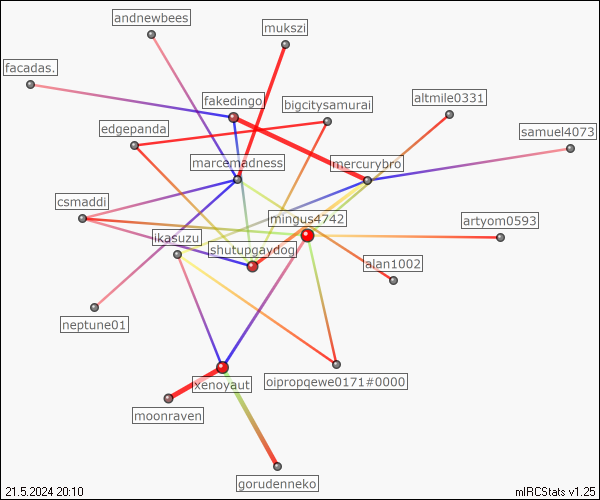 andnewbees
mukszi
facadas.
fakedingo
bigcitysamurai
altmile0331
edgepanda
samuel4073
marcemadness
mercurybro
csmaddi
mingus4742
artyom0593
ikasuzu
shutupgaydog
alan1002
neptune01
xenoyaut
oipropqewe0171#0000
moonraven
gorudenneko
21.5.2024 20:10
mIRCStats v1.25